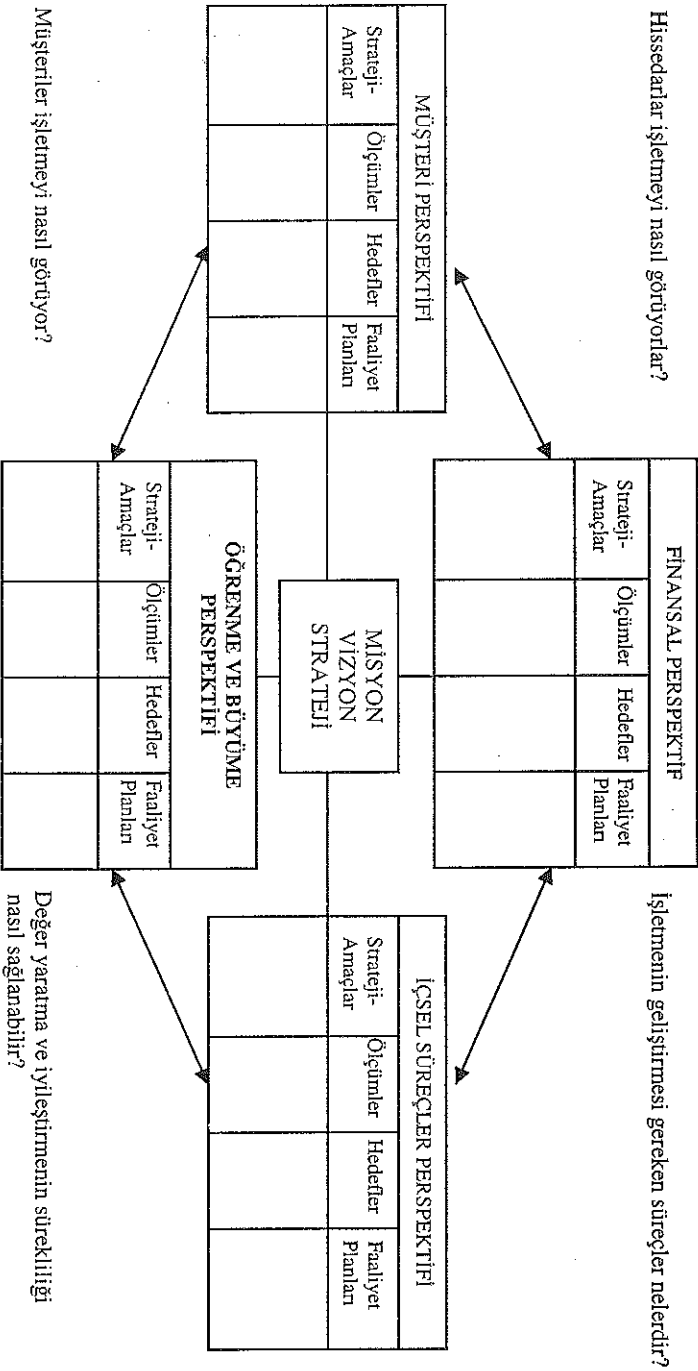 Hissedarlar işletmeyi nasıl görüyorlar?
FİNANSAL PERSPEKTİF
Strateji-
Amaçlar
Ölçümler
Hedefler
Faaliyet
Planları
İşletmenin geliştirmesi gereken süreçler nelerdir?
MÜŞTERİ PERSPEKTİFİ
Strateji-
Amaçlar
Ölçümler
Hedefler
Faaliyet
Planları
MİSYON
VİZYON
STRATEJİ
İÇSEL SÜREÇLER PERSPEKTİFİ
Strateji-
Amaçlar
Ölçümler
Hedefler
Faaliyet
Planları
Müşteriler işletmeyi nasıl görüyor?
ÖĞRENME VE BÜYÜME
PERSPEKTİFİ
Strateji-
Amaçlar
Ölçümler
Hedefler
Faaliyet
Planları
Değer yaratma ve iyileştirmenin sürekliliği
nasıl sağlanabilir?